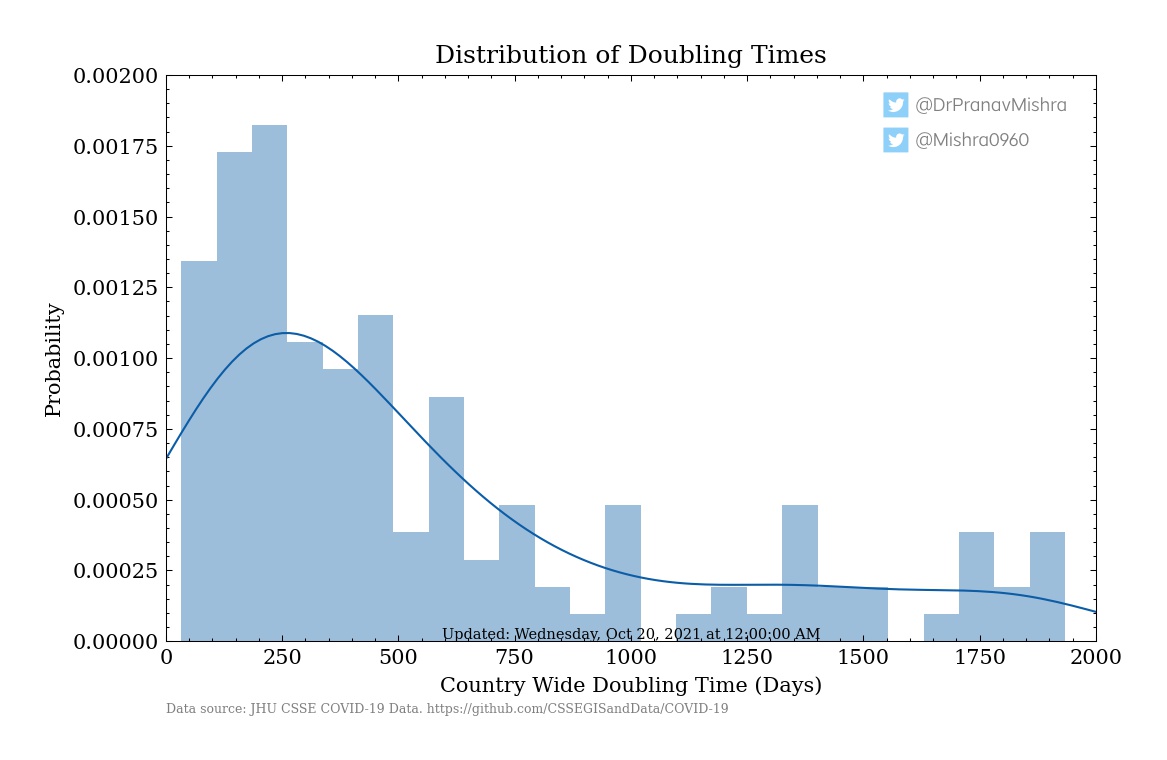 Distribution of Doubling Times
0.00200
0.00175
0.00150
0.00125
0.00100
0.00075
0.00050
0.00025
0.00000
Probability
@DrPranavMishra
@Mishra0960
Updated: Wednesday, Oct 20, 2021 at 12:00:00 AM
0 250 500 750 1000 1250 1500 1750 2000
Country Wide Doubling Time (Days)
Data source: JHU CSSE COVID-19 Data. https://github.com/CSSEGISandData/COVID-19